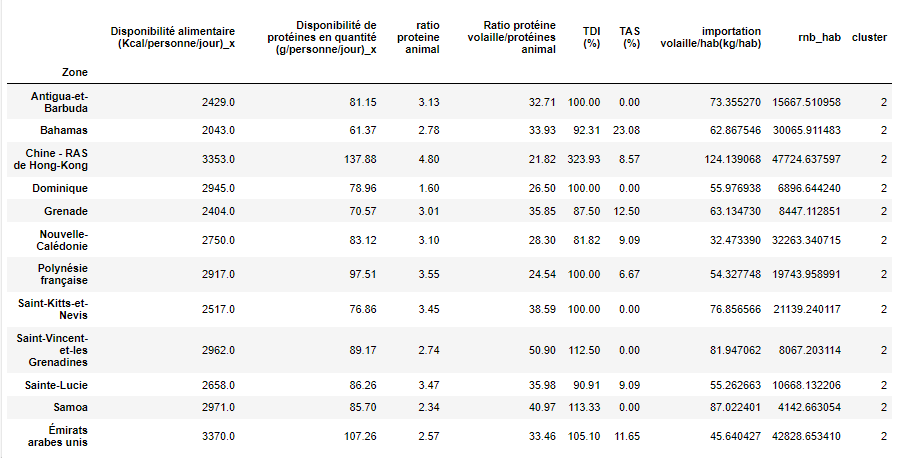 Disponibilité alimentaire (Kcal/personne/jour)_x Disponibilité de protéines en quantité (g/personne/jour)_x ratio proteine animal Ratio protéine volaille/protéines animal TDI (%) TAS (%) importation volaille/hab(kg/hab) rnb_hab cluster
Zone
Antigua-et-Barbuda 2429.0 81.15 3.13 32.71 100.00 0.00 73.355270 15667.510958 2
Bahamas 2043.0 61.37 2.78 33.93 92.31 23.08 62.867546 30065.911483 2
Chine - RAS de Hong-Kong 3353.0 137.88 4.80 21.82 323.93 8.57 124.139068 47724.637597 2
Dominique 2945.0 78.96 1.60 26.50 100.00 0.00 55.976938 6896.644240 2
Grenade 2404.0 70.57 3.01 35.85 87.50 12.50 63.134730 8447.112851 2
Nouvelle-Calédonie 2750.0 83.12 3.10 28.30 81.82 9.09 32.473390 32263.340715 2
Polynésie française 2917.0 97.51 3.55 24.54 100.00 6.67 54.327748 19743.958991 2
Saint-Kitts-et-Nevis 2517.0 76.86 3.45 38.59 100.00 0.00 76.856566 21139.240117 2
Saint-Vincent-et-les Grenadines 2962.0 89.17 2.74 50.90 112.50 0.00 81.947062 8067.203114 2
Sainte-Lucie 2658.0 86.26 3.47 35.98 90.91 9.09 55.262663 10668.132206 2
Samoa 2971.0 85.70 2.34 40.97 113.33 0.00 87.022401 4142.663054 2
Émirats arabes unis 3370.0 107.26 2.57 33.46 105.10 11.65 45.640427 42828.653410 2